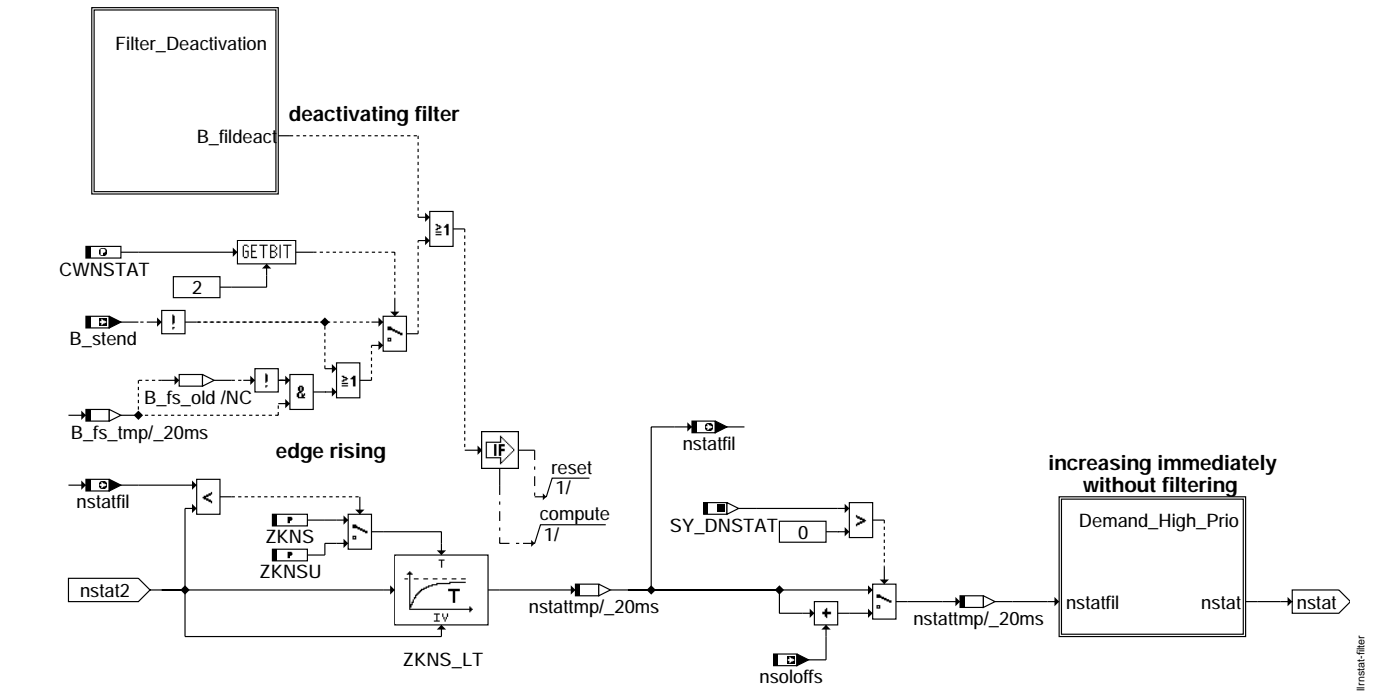 Filter_Deactivation
deactivating filter
B_fildeact
≥1
GETBIT
CWNSTAT
2
!
B_stend
≥1
!
&
B_fs_old /NC
B_fs_tmp/_20ms
edge rising
IF
reset
1/
compute
1/
nstatfil
nstatfil
<
P
ZKNS
P
ZKNSU
SY_DNSTAT
0
>
increasing immediately
without filtering
Demand_High_Prio
T
T
IV
nstat2
nstattmp/_20ms
+
nstattmp/_20ms
nstatfil
nstat
nstat
ZKNS_LT
nsoloffs
llrnstat-filter